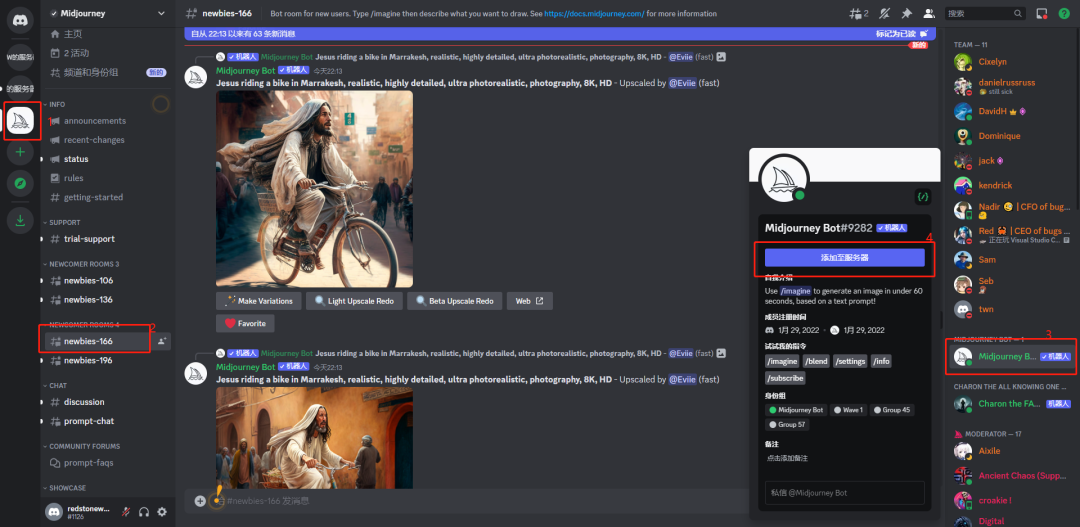 Midjourney
newbies-166
Bot room for new users. Type /imagine then describe what you want to draw. See https://docs.midjourney.com/ for more information
2
搜索
主页
2 活动
频道和身份组
新的
INFO
announcements
recent-changes
status
rules
getting-started
SUPPORT
trial-support
NEWCOMER ROOMS 3
newbies-106
newbies-136
NEWCOMER ROOMS 4
newbies-166
newbies-196
CHAT
discussion
prompt-chat
COMMUNITY FORUMS
prompt-faqs
SHOWCASE
redstonew...
#1126
W的服务
的服务器
1
2
自从 22:13 以来有 63 条新消息
标记为已读
新的
机器人 Midjourney Bot Jesus riding a bike in Marrakesh, realistic, highly detailed, ultra photorealistic, photography, 8K, HD - @Eviie (fast)
Midjourney Bot 机器人 今天22:13
Jesus riding a bike in Marrakesh, realistic, highly detailed, ultra photorealistic, photography, 8K, HD - Upscaled by @Eviie (fast)
Make Variations
Light Upscale Redo
Beta Upscale Redo
Web
Favorite
机器人 Midjourney Bot Jesus riding a bike in Marrakesh, realistic, highly detailed, ultra photorealistic, photography, 8K, HD - @Eviie (fast)
Midjourney Bot 机器人 今天22:13
Jesus riding a bike in Marrakesh, realistic, highly detailed, ultra photorealistic, photography, 8K, HD - Upscaled by @Eviie (fast)
#newbies-166 发消息
Midjourney Bot#9282 机器人
4
添加至服务器
自我介绍
Use /imagine to generate an image in under 60
seconds, based on a text prompt!
成员注册时间
1月 29, 2022
1月 29, 2022
试试我的指令
/imagine
/blend
/settings
/info
/subscribe
身份组
Midjourney Bot
Wave 1
Group 45
Group 57
备注
点击添加备注
私信 @Midjourney Bot
TEAM — 11
Cixelyn
danielrussruss
still sick
DavidH
Dominique
jack
kendrick
Nadir | CFO of bug...
Red | CEO of bugs ...
正在玩 Visual Studio C...
Sam
Seb
twn
3
MIDJOURNEY BOT — 1
Midjourney B... 机器人
CHARON THE ALL KNOWING ONE ...
Charon the FA... 机器人
MODERATOR — 17
Aixile
Ancient Chaos (Supp...
croakie !
Digital